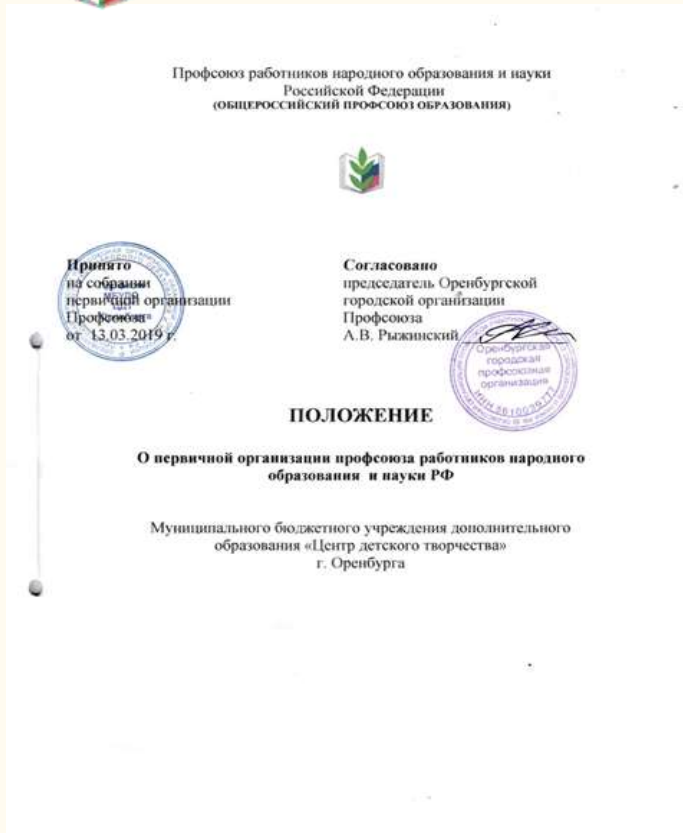 Профсоюз работников народного образования и науки
Российской Федерации
(ОБЩЕРОССИЙСКИЙ ПРОФСОЮЗ ОБРАЗОВАНИЯ)
Принято
на собрании
первичной организации
Профсоюза
от 13.03.2019 г.
Согласовано
председатель Оренбургской
городской организации
Профсоюза
А.В. Рыжинский
Оренбургская
городская
профсоюзная
организация
ИНН 5610039777
ПОЛОЖЕНИЕ
О первичной организации профсоюза работников народного
образования и науки РФ
Муниципального бюджетного учреждения дополнительного
образования «Центр детского творчества»
г. Оренбурга